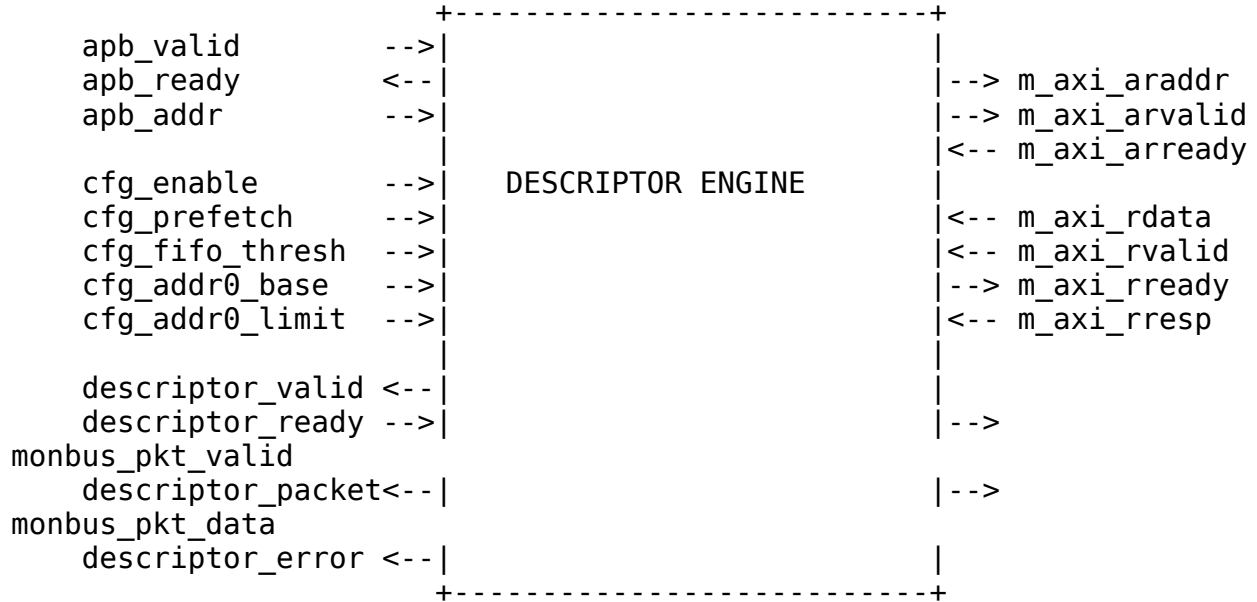 +----------------------------+
    apb_valid         -->|                            |
    apb_ready         <--|                            |--> m_axi_araddr
    apb_addr          -->|                            |--> m_axi_arvalid
                         |                            |<-- m_axi_arready
    cfg_enable        -->|   DESCRIPTOR ENGINE        |
    cfg_prefetch      -->|                            |<-- m_axi_rdata
    cfg_fifo_thresh   -->|                            |<-- m_axi_rvalid
    cfg_addr0_base    -->|                            |--> m_axi_rready
    cfg_addr0_limit   -->|                            |<-- m_axi_rresp
                         |                            |
    descriptor_valid <--|                            |
    descriptor_ready -->|                            |-->
monbus_pkt_valid
    descriptor_packet<--|                            |-->
monbus_pkt_data
    descriptor_error <--|                            |
                         +----------------------------+